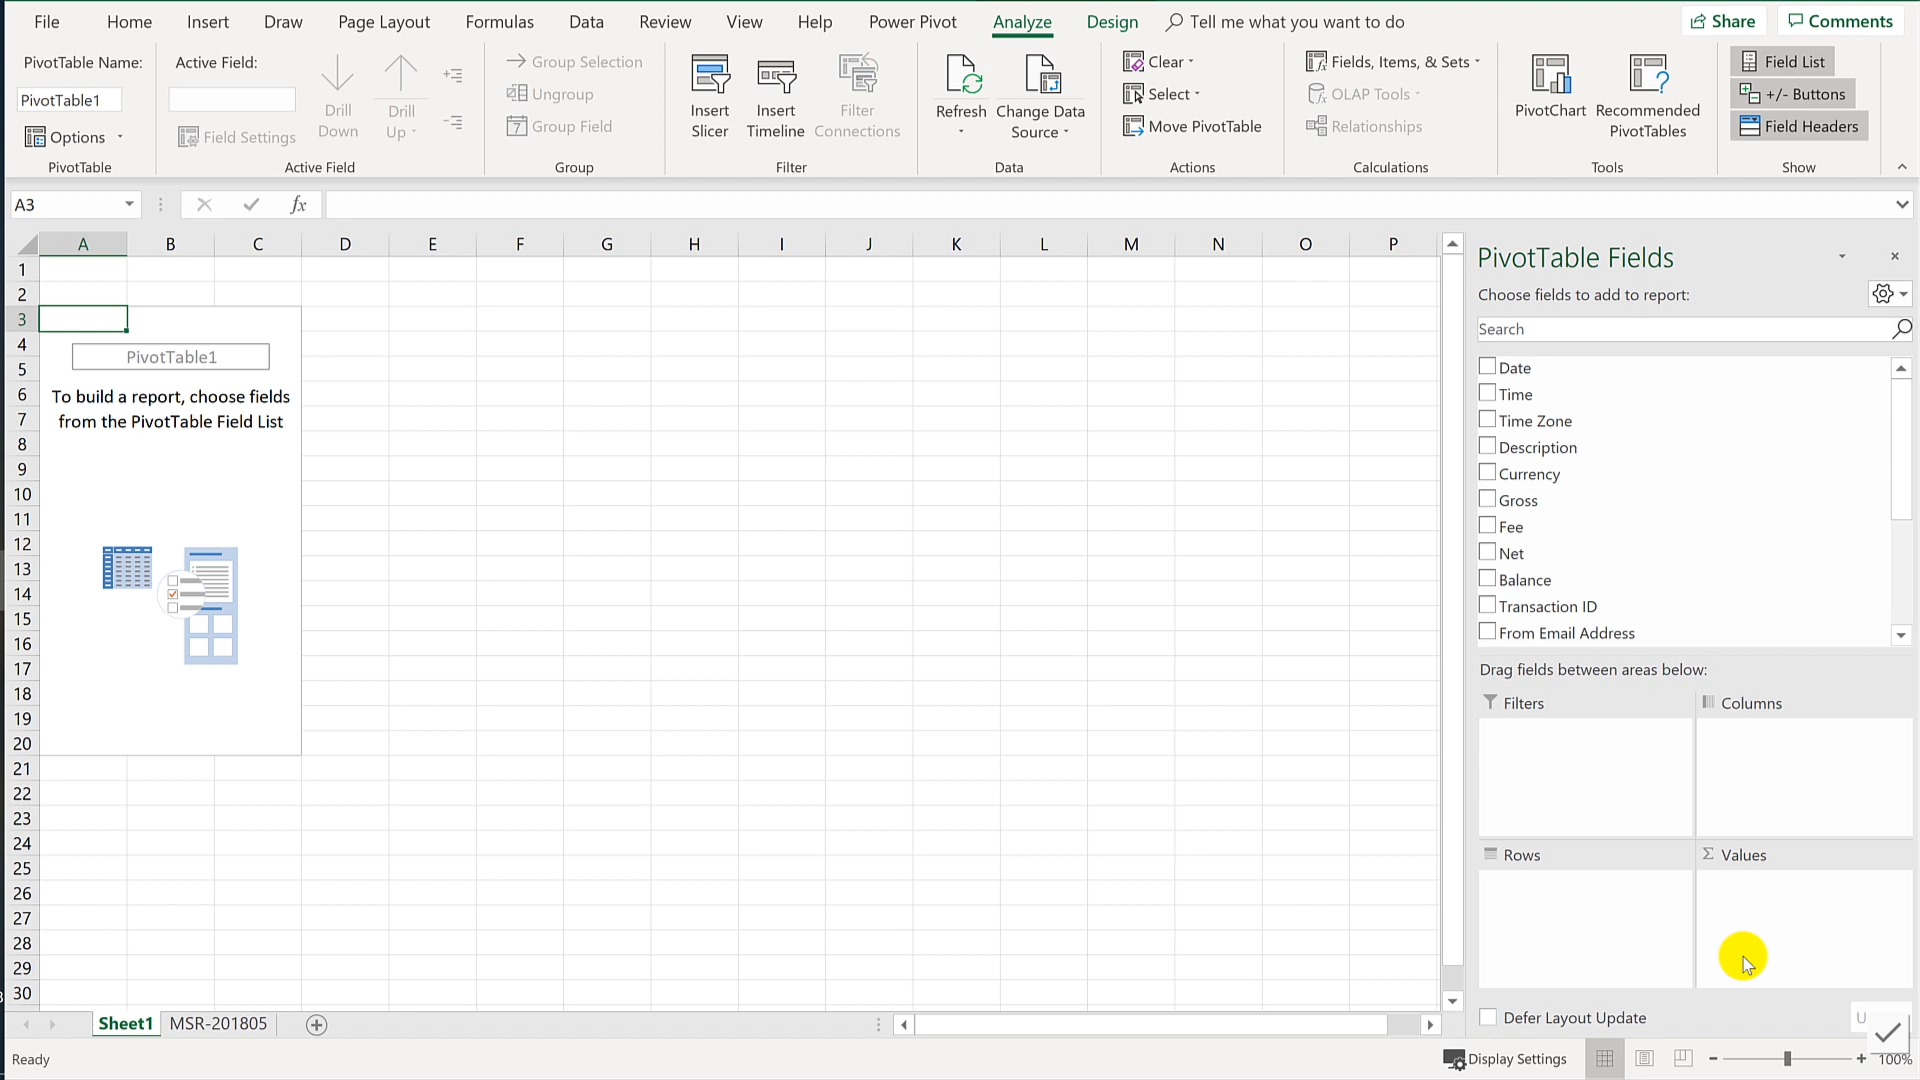 File Home Insert Draw Page Layout Formulas Data Review View Help Power Pivot Analyze Design Tell me what you want to do Share Comments
PivotTable Name:
PivotTable1
Options
PivotTable
Active Field:
Field Settings
Drill Down
Drill Up
Active Field
Group Selection
Ungroup
7 Group Field
Group
Insert Slicer
Insert Timeline
Filter Connections
Filter
Refresh
Change Data Source
Data
Clear
Select
Move PivotTable
Actions
Fields, Items, & Sets
OLAP Tools
Relationships
Calculations
PivotChart
Recommended PivotTables
Tools
Field List
+/- Buttons
Field Headers
Show
A3
fx
A B C D E F G H I J K L M N O P
1
2
3
4
5
6
7
8
9
10
11
12
13
14
15
16
17
18
19
20
21
22
23
24
25
26
27
28
29
30
PivotTable1
To build a report, choose fields
from the PivotTable Field List
PivotTable Fields
Choose fields to add to report:
Search
Date
Time
Time Zone
Description
Currency
Gross
Fee
Net
Balance
Transaction ID
From Email Address
Drag fields between areas below:
Filters
Columns
Rows
Σ Values
Defer Layout Update
Sheet1 MSR-201805
Ready
Display Settings
100%